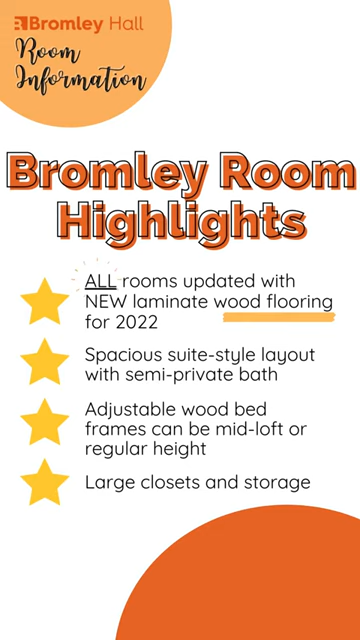 Bromley Hall
Room
Information
Bromley Room
Highlights
ALL rooms updated with
NEW laminate wood flooring
for 2022
Spacious suite-style layout
with semi-private bath
Adjustable wood bed
frames can be mid-loft or
regular height
Large closets and storage